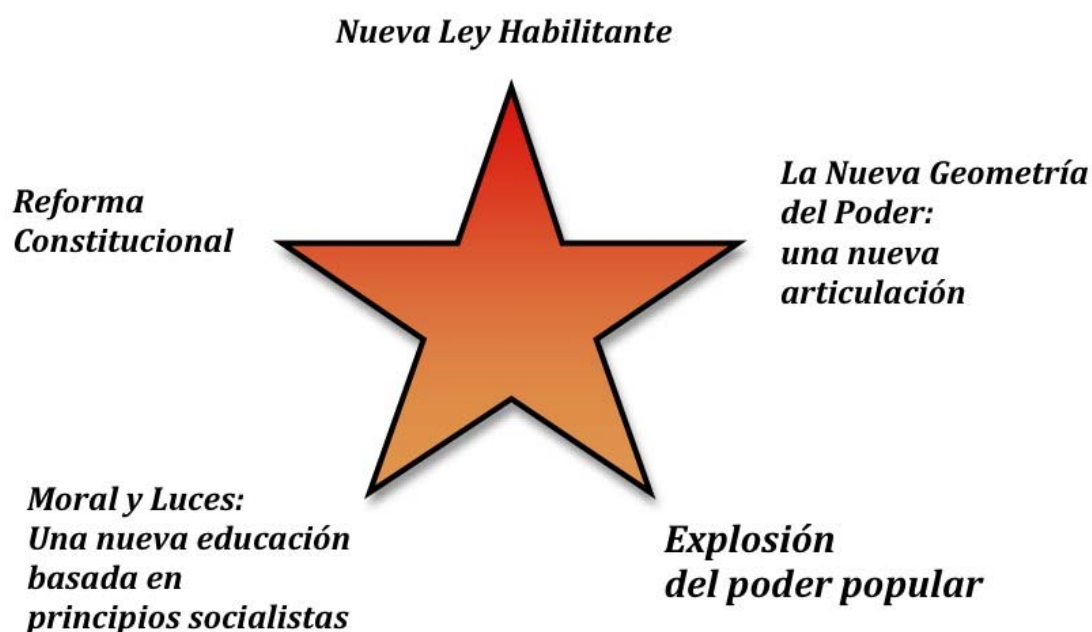 Nueva Ley Habilitante
Reforma
Constitucional
La Nueva Geometría
del Poder:
una nueva
articulación
Moral y Luces:
Una nueva educación
basada en
principios socialistas
Explosión
del poder popular